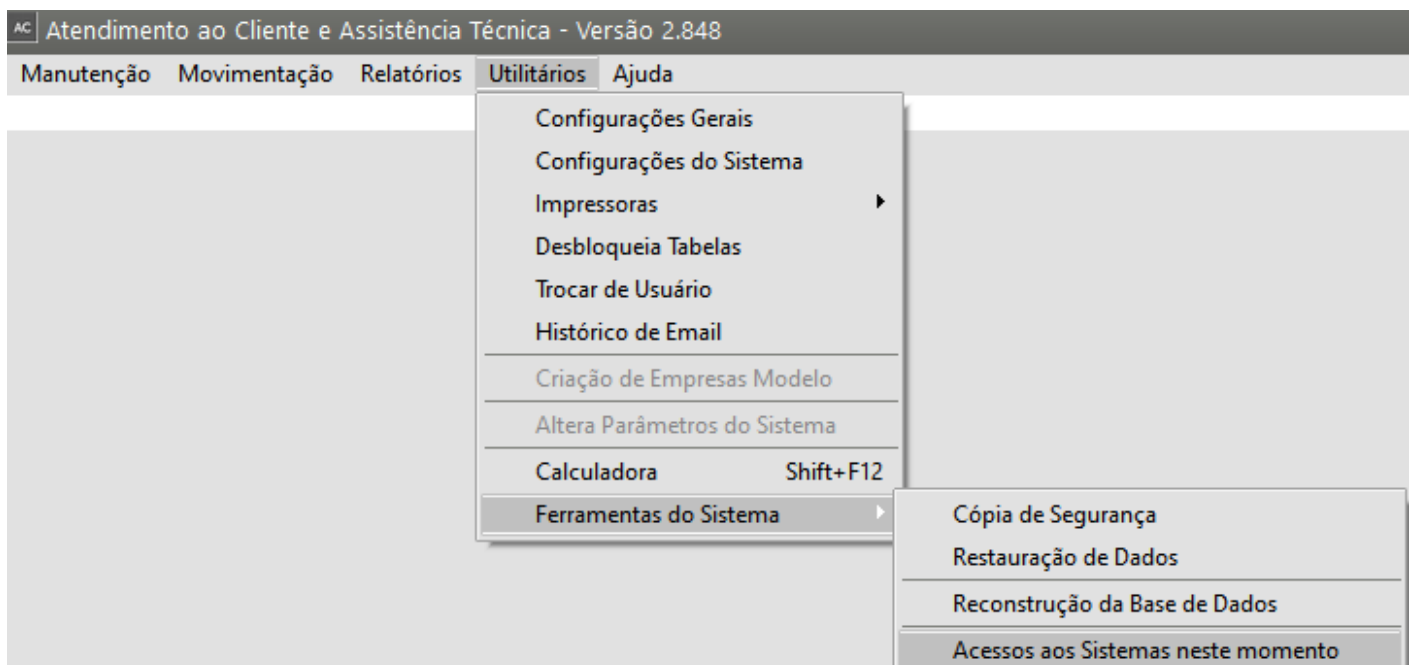 AC Atendimento ao Cliente e Assistência Técnica - Versão 2.848
Manutenção Movimentação Relatórios Utilitários Ajuda
Configurações Gerais
Configurações do Sistema
Impressoras
Desbloqueia Tabelas
Trocar de Usuário
Histórico de Email
Criação de Empresas Modelo
Altera Parâmetros do Sistema
Calculadora Shift+F12
Ferramentas do Sistema
Cópia de Segurança
Restauração de Dados
Reconstrução da Base de Dados
Acessos aos Sistemas neste momento